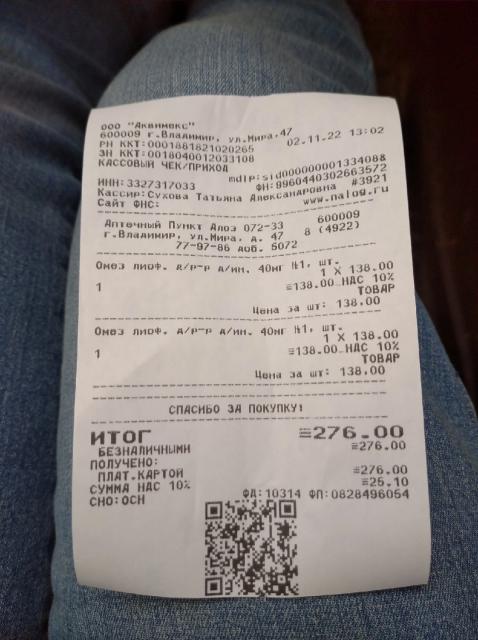 ООО "Аквимекс"
600009 г.Владимир, ул.Мира,47
РН ККТ:0001881821020265 02.11.22 13:02
ЗН ККТ:0018040012033108
КАССОВЫЙ ЧЕК/ПРИХОД
mdlp:sid00000000133408&
ИНН:3327317033 ФН:9960440302663572
Кассир:Сухова Татьяна Александровна #3921
Сайт ФНС: www.nalog.ru
Аптечный Пункт Алоэ 072-33 600009
г.Владимир, ул.Мира, д. 47 8 (4922)
77-97-86 доб. 5072
Омез лиоф. д/р-р д/ин. 40мг №1, шт.
1 X 138.00
1 ≡138.00 НДС 10%
ТОВАР
Цена за шт: 138.00
Омез лиоф. д/р-р д/ин. 40мг №1, шт.
1 X 138.00
1 ≡138.00 НДС 10%
ТОВАР
Цена за шт: 138.00
СПАСИБО ЗА ПОКУПКУ!
ИТОГ ≡276.00
БЕЗНАЛИЧНЫМИ ≡276.00
ПОЛУЧЕНО:
ПЛАТ.КАРТОЙ ≡276.00
СУММА НДС 10% ≡25.10
СНО:ОСН ФД:10314 ФП:0828496054